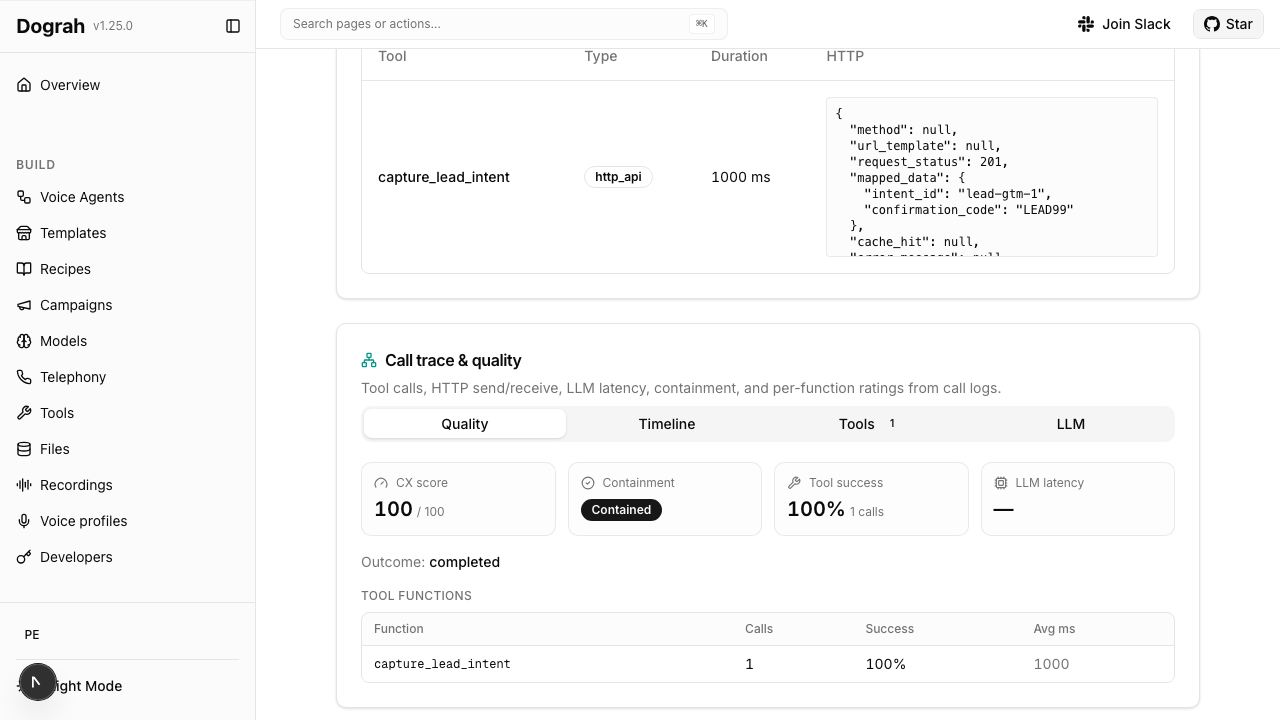 Dograh v1.25.0
Search pages or actions...
⌘K
Join Slack
Star
Overview
BUILD
Voice Agents
Templates
Recipes
Campaigns
Models
Telephony
Tools
Files
Recordings
Voice profiles
Developers
PE
ight Mode
Tool Type Duration HTTP
capture_lead_intent http_api 1000 ms
{
"method": null,
"url_template": null,
"request_status": 201,
"mapped_data": {
"intent_id": "lead-gtm-1",
"confirmation_code": "LEAD99"
},
"cache_hit": null,
"error_message": null
Call trace & quality
Tool calls, HTTP send/receive, LLM latency, containment, and per-function ratings from call logs.
Quality Timeline Tools 1 LLM
CX score
100 / 100
Containment
Contained
Tool success
100% 1 calls
LLM latency
—
Outcome: completed
TOOL FUNCTIONS
Function Calls Success Avg ms
capture_lead_intent 1 100% 1000